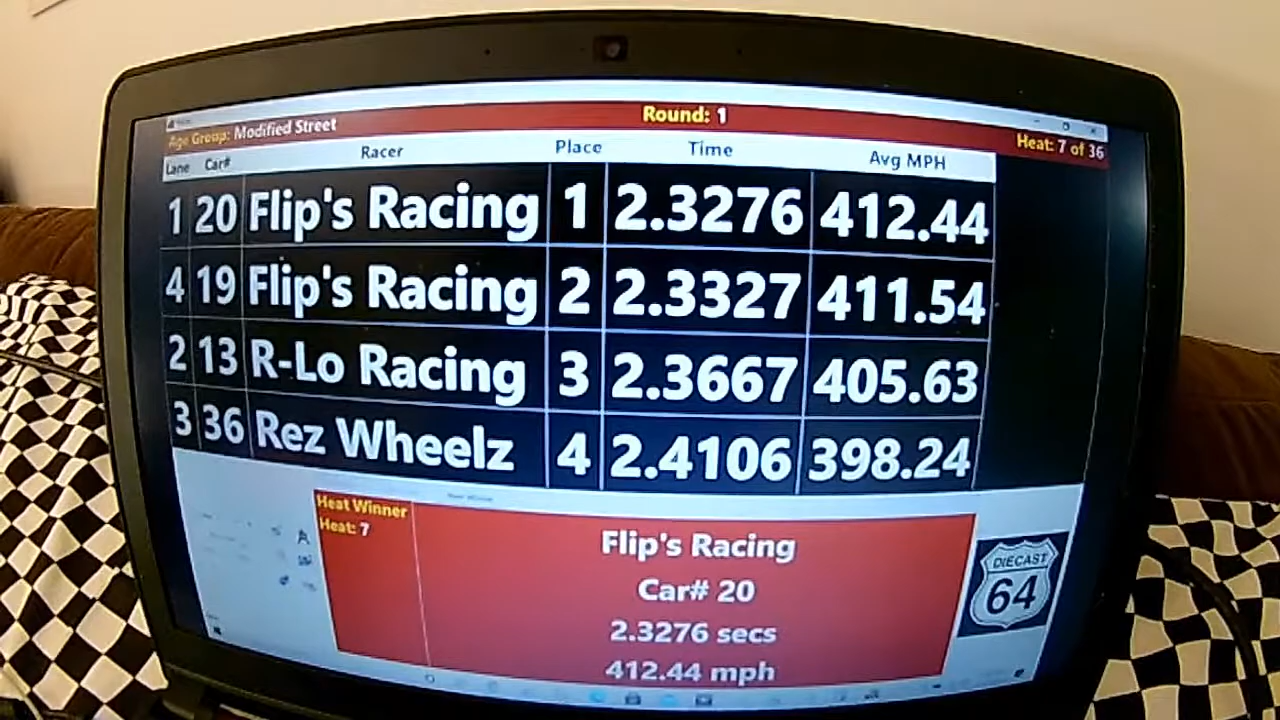 Round: 1
Age Group: Modified Street
Heat: 7 of 36
Lane Car# Racer Place Time Avg MPH
1 20 Flip's Racing 1 2.3276 412.44
4 19 Flip's Racing 2 2.3327 411.54
2 13 R-Lo Racing 3 2.3667 405.63
3 36 Rez Wheelz 4 2.4106 398.24
Heat Winner
Heat: 7
Flip's Racing
Car# 20
2.3276 secs
412.44 mph
DIECAST
64